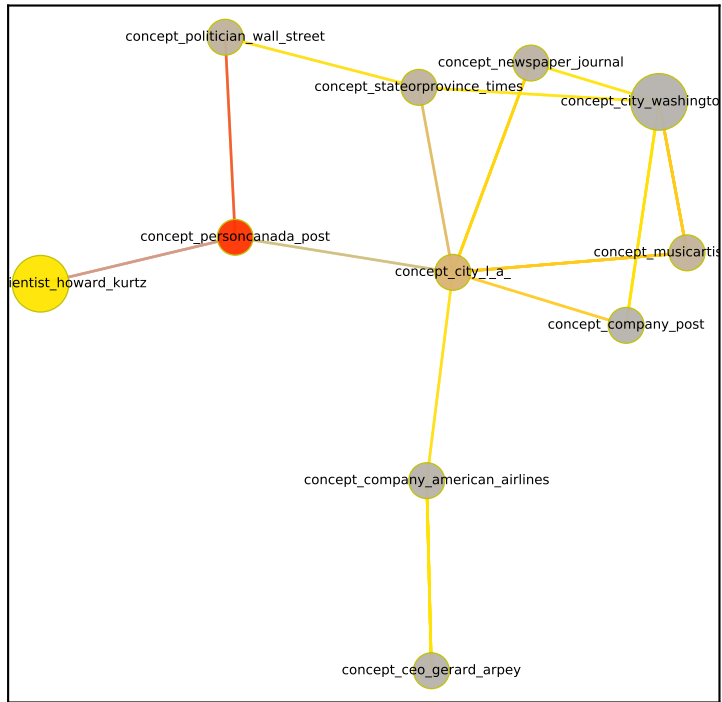 concept_politician_wall_street
concept_newspaper_journal
concept_stateorprovince_times
concept_city_washingto
concept_personcanada_post
concept_musicartis
concept_city_l_a_
ientist_howard_kurtz
concept_company_post
concept_company_american_airlines
concept_ceo_gerard_arpey